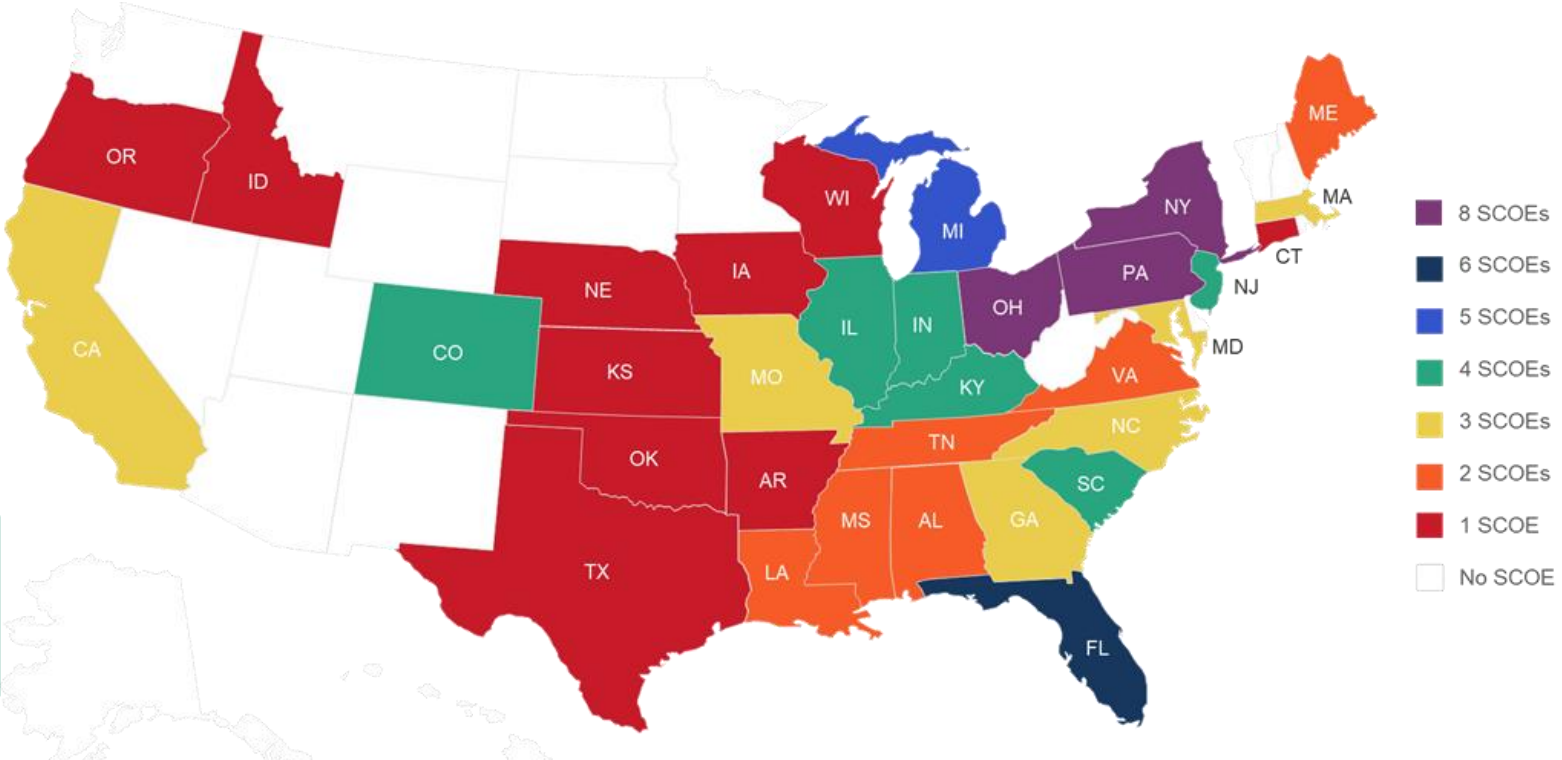 ME
OR
ID
WI
MA
NY
MI
CT
IA
PA
NE
NJ
OH
IL
IN
CO
MD
CA
KS
MO
KY
VA
NC
TN
OK
AR
SC
MS
AL
GA
LA
TX
FL
8 SCOEs
6 SCOEs
5 SCOEs
4 SCOEs
3 SCOEs
2 SCOEs
1 SCOE
No SCOE